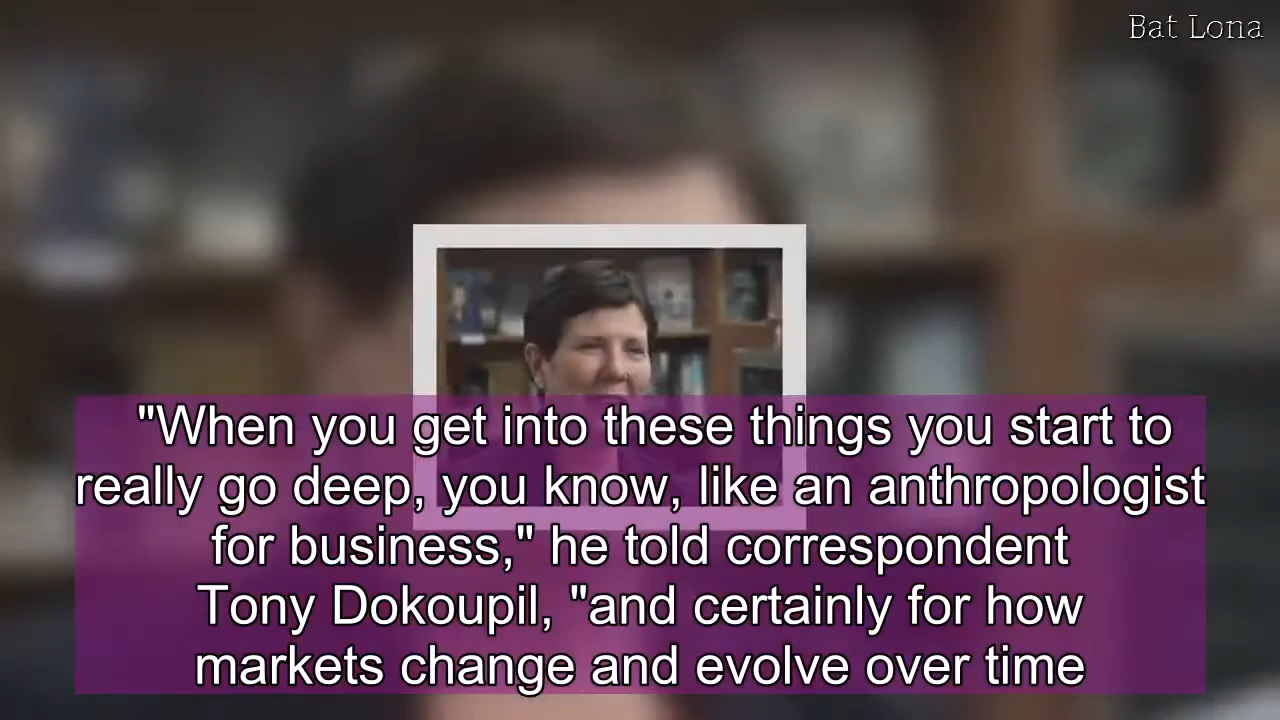 Bat Lona
"When you get into these things you start to
really go deep, you know, like an anthropologist
for business," he told correspondent
Tony Dokoupil, "and certainly for how
markets change and evolve over time